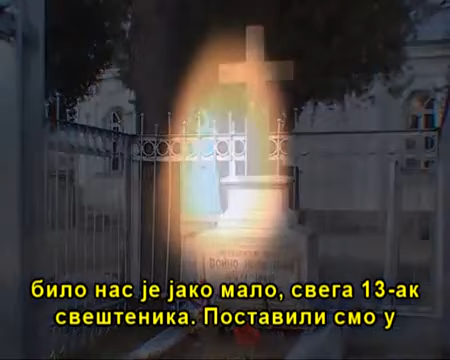 било нас је јако мало, свега 13-ак
свештеника. Поставили смо у